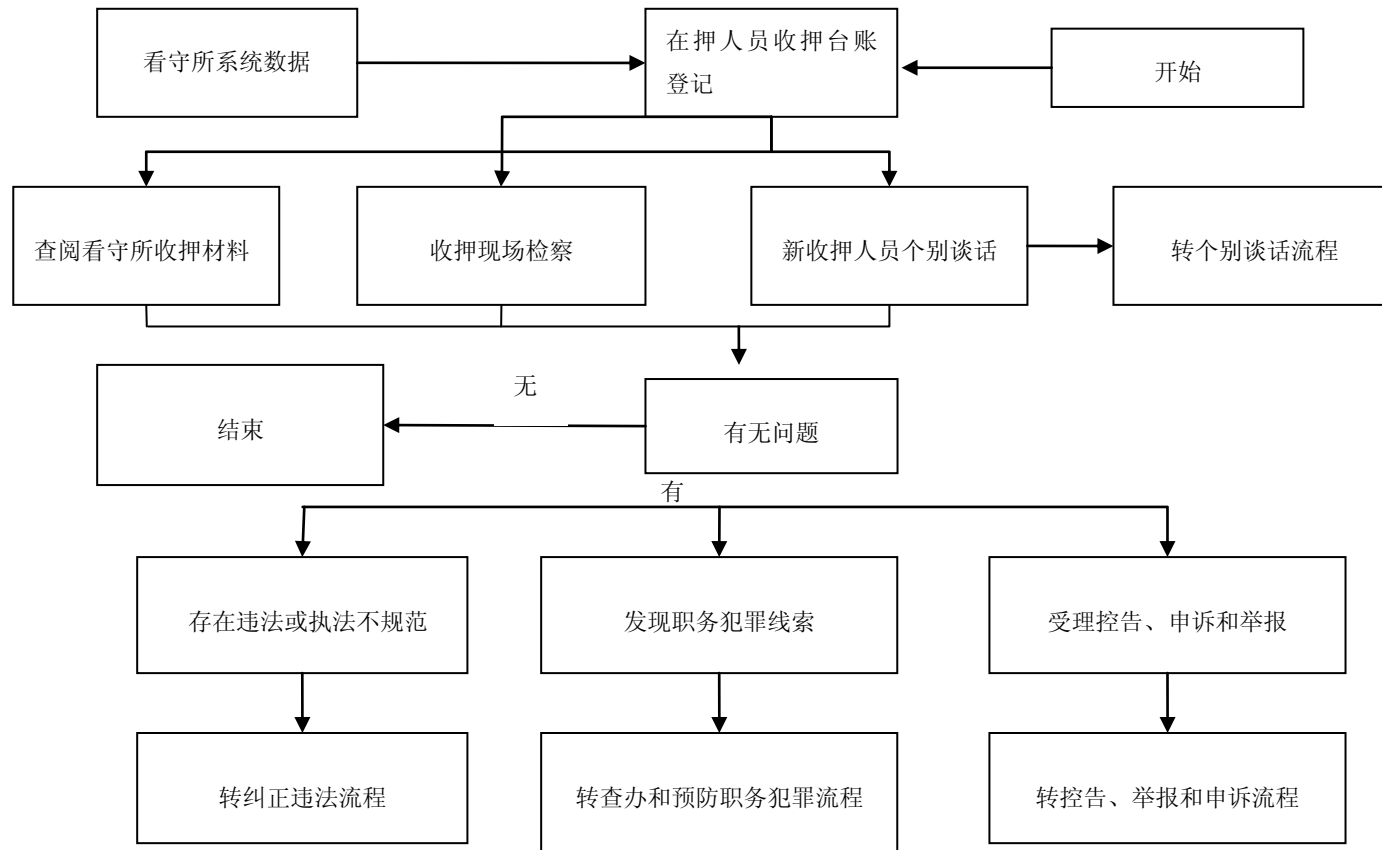 看守所系统数据
在押人员收押台账
登记
开始
查阅看守所收押材料
收押现场检察
新收押人员个别谈话
转个别谈话流程
无
结束
有无问题
有
存在违法或执法不规范
发现职务犯罪线索
受理控告、申诉和举报
转纠正违法流程
转查办和预防职务犯罪流程
转控告、举报和申诉流程